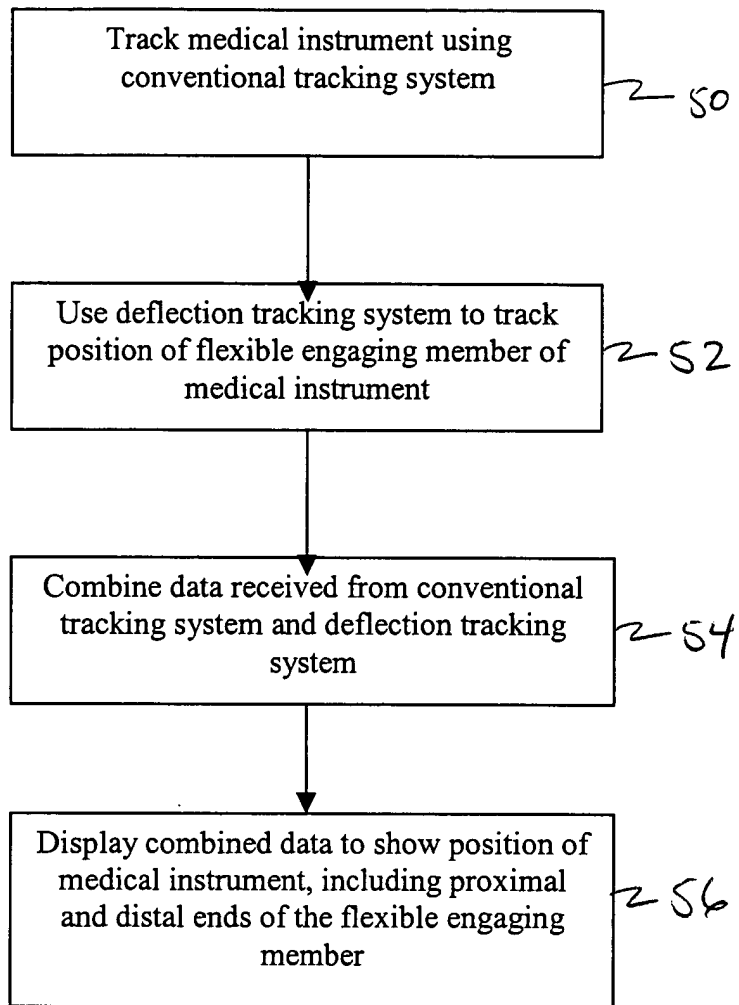 Track medical instrument using
conventional tracking system
50
Use deflection tracking system to track
position of flexible engaging member of
medical instrument
52
Combine data received from conventional
tracking system and deflection tracking
system
54
Display combined data to show position of
medical instrument, including proximal
and distal ends of the flexible engaging
member
56